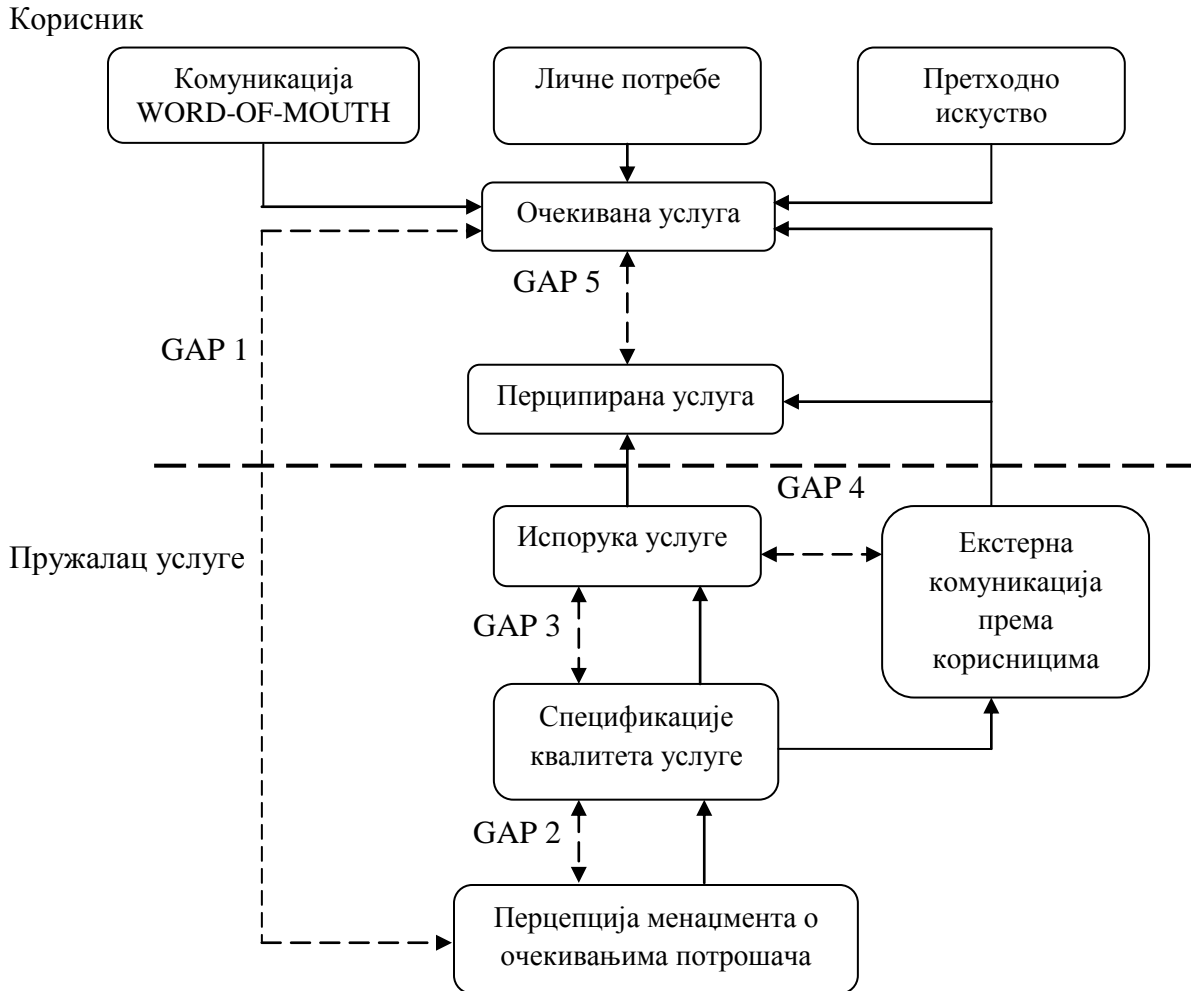 Корисник
Комуникација
WORD-OF-MOUTH
Личне потребе
Претходно
искуство
Очекивана услуга
GAP 5
GAP 1
Перципирана услуга
GAP 4
Испорука услуге
Пружалац услуге
Екстерна
комуникација
према
корисницима
GAP 3
Спецификације
квалитета услуге
GAP 2
Перцепција менаџмента о
очекивањима потрошача